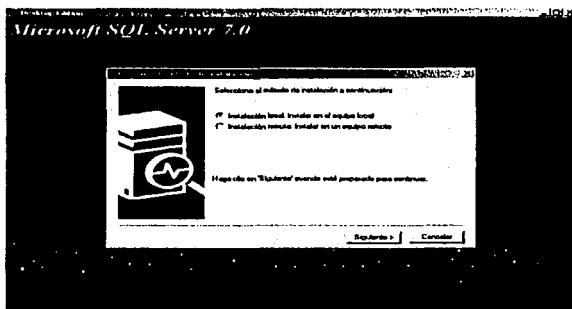 Microsoft SQL Server 7.0
Seleccione el método de instalación a continuación
Instalación local: Instalar en el equipo local
Instalación remota: Instalar en un equipo remoto
Haga clic en "Siguiente" cuando esté preparado para continuar.
Siguiente >
Cancelar